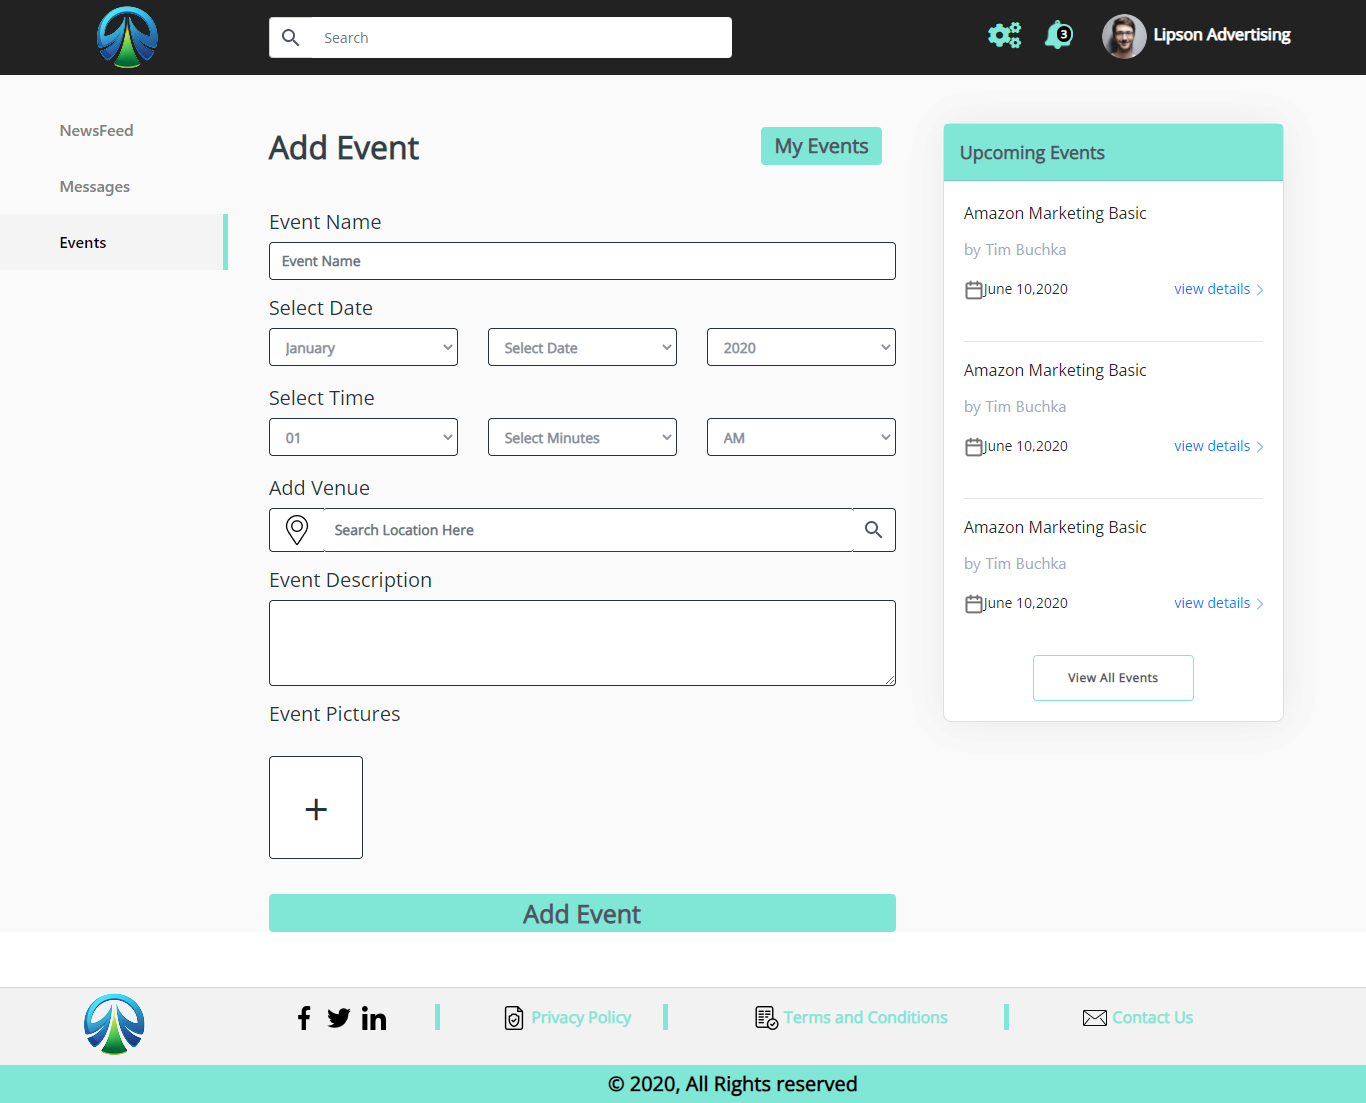 Search
3
Lipson Advertising
NewsFeed
Messages
Events
Add Event
My Events
Event Name
Event Name
Select Date
January
Select Date
2020
Select Time
01
Select Minutes
AM
Add Venue
Search Location Here
Event Description
Event Pictures
+
Add Event
Upcoming Events
Amazon Marketing Basic
by Tim Buchka
June 10,2020
view details
Amazon Marketing Basic
by Tim Buchka
June 10,2020
view details
Amazon Marketing Basic
by Tim Buchka
June 10,2020
view details
View All Events
Privacy Policy
Terms and Conditions
Contact Us
© 2020, All Rights reserved